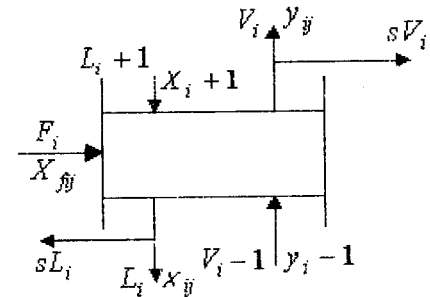 V_i y_ij
sV_i
L_i + 1
X_i + 1
F_i
X_fij
sL_i
L_i x_ij
V_i - 1 y_i - 1